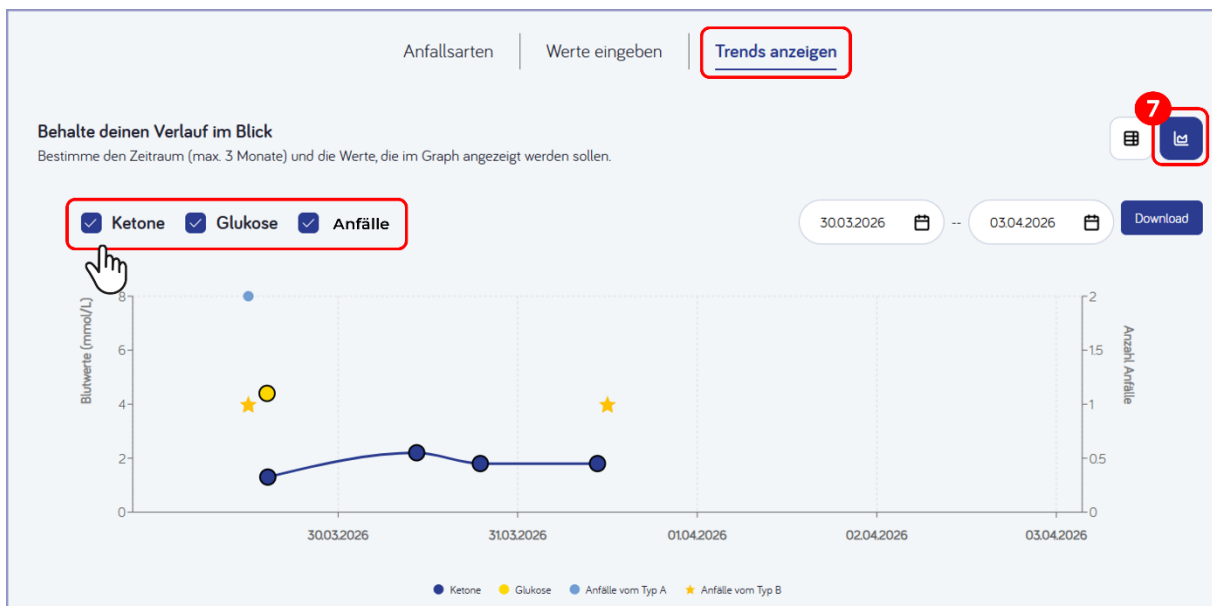 Anfallsarten
Werte eingeben
Trends anzeigen
7
Behalte deinen Verlauf im Blick
Bestimme den Zeitraum (max. 3 Monate) und die Werte, die im Graph angezeigt werden sollen.
Ketone
Glukose
Anfälle
30.03.2026
--
03.04.2026
Download
Blutwerte (mmol/L)
8
6
4
2
0
2
1.5
1
0.5
0
Anzahl Anfälle
30.03.2026
31.03.2026
01.04.2026
02.04.2026
03.04.2026
Ketone
Glukose
Anfälle vom Typ A
Anfälle vom Typ B